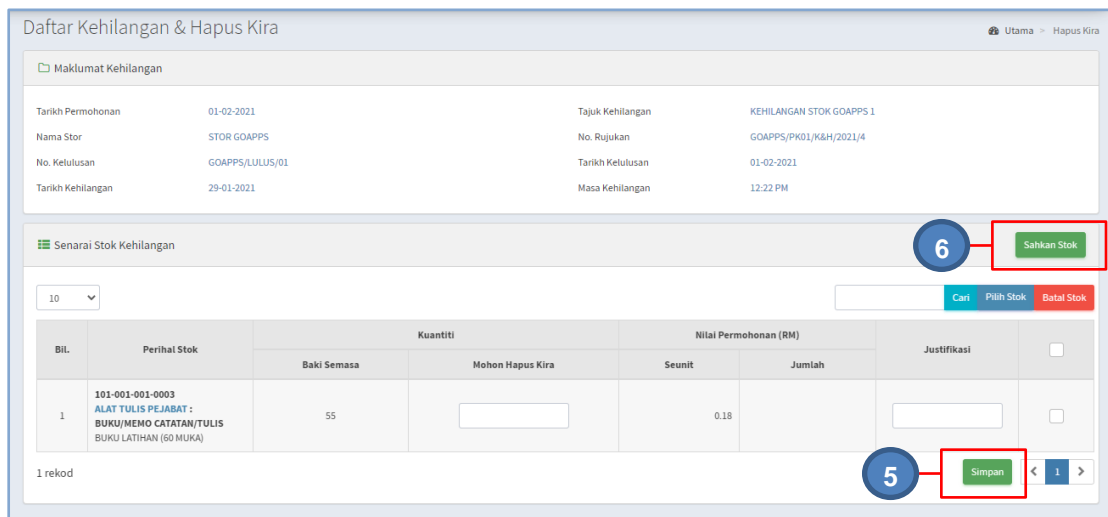 Daftar Kehilangan & Hapus Kira
Utama > Hapus Kira
Maklumat Kehilangan
Tarikh Permohonan 01-02-2021 Tajuk Kehilangan KEHILANGAN STOK GOAPPS 1
Nama Stor STOR GOAPPS No. Rujukan GOAPPS/PK01/K&H/2021/4
No. Kelulusan GOAPPS/LULUS/01 Tarikh Kelulusan 01-02-2021
Tarikh Kehilangan 29-01-2021 Masa Kehilangan 12:22 PM
Senarai Stok Kehilangan 6 Sahkan Stok
10 Cari Pilih Stok Batal Stok
Bil. Perihal Stok Kuantiti Nilai Permohonan (RM) Justifikasi
Baki Semasa Mohon Hapus Kira Seunit Jumlah
101-001-001-0003
ALAT TULIS PEJABAT :
1 BUKU/MEMO CATATAN/TULIS 55 0.18
BUKU LATIHAN (60 MUKA)
1 rekod 5 Simpan < 1 >